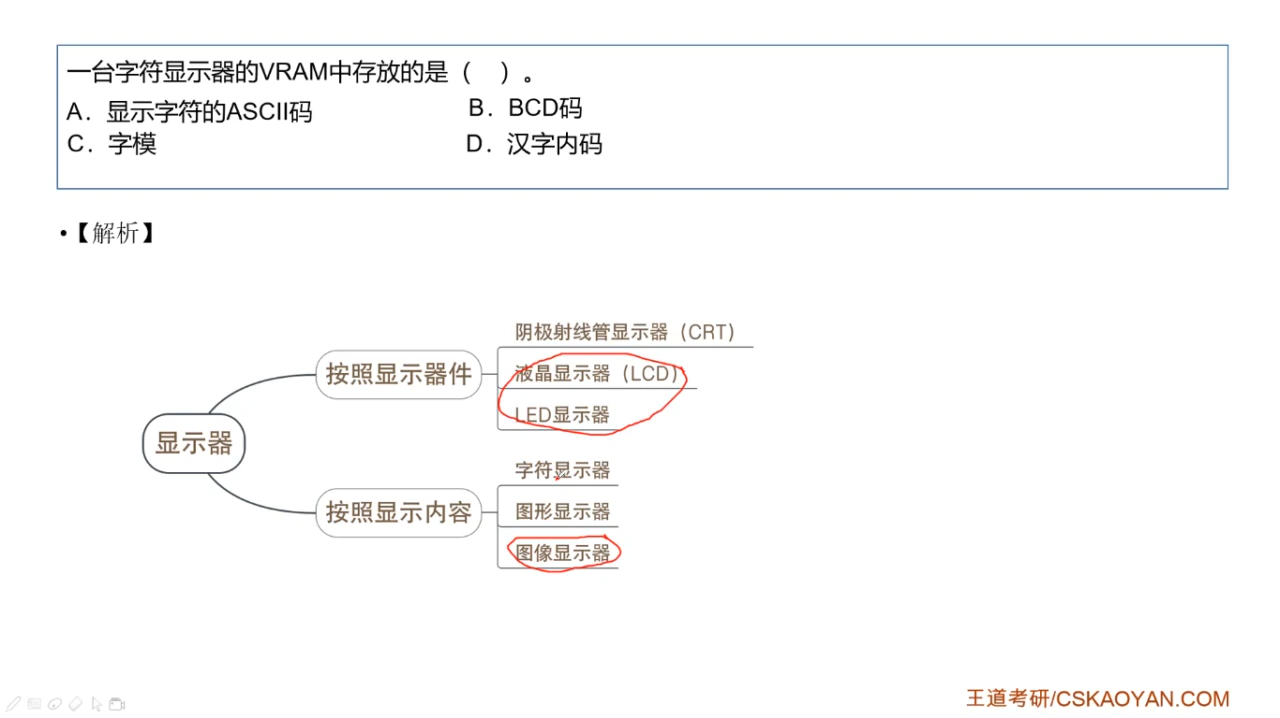 一台字符显示器的VRAM中存放的是（ ）。
A．显示字符的ASCII码 B．BCD码
C．字模 D．汉字内码
•【解析】
显示器
按照显示器件
阴极射线管显示器（CRT）
液晶显示器（LCD）
LED显示器
按照显示内容
字符显示器
图形显示器
图像显示器
王道考研/CSKAOYAN.COM